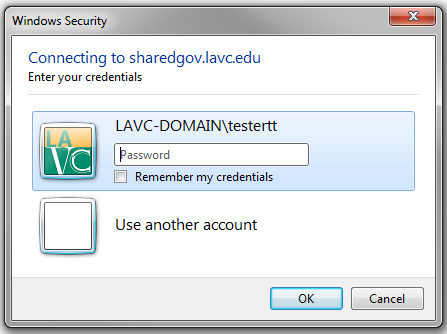 Windows Security
Connecting to sharedgov.lavc.edu
Enter your credentials
LAVC-DOMAIN\testertt
LA
VC
Password
Remember my credentials
Use another account
OK
Cancel